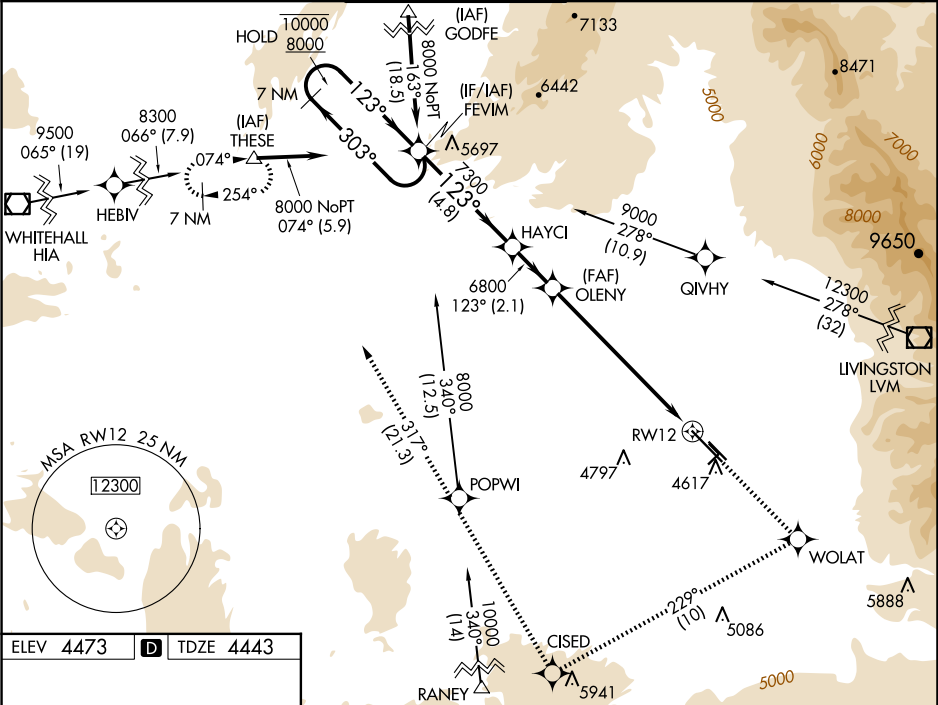 10000
8000
HOLD
7 NM
123°
303°
(IAF)
GODFE
8000 NoPT
163°
(18.5)
(IF/IAF)
FEVIM
7133
6442
8471
5000
6000
7000
8000
9650
5697
9500
065° (19)
8300
066° (7.9)
(IAF)
THESE
074°
254°
7 NM
8000 NoPT
074° (5.9)
WHITEHALL
HIA
HEBIV
7300
123°
(4.8)
HAYCI
9000
278°
(10.9)
QIVHY
(FAF)
OLENY
6800
123° (2.1)
12300
278°
(32)
LIVINGSTON
LVM
8000
340°
(12.5)
317°
(21.3)
RW12
4797
4617
POPWI
WOLAT
MSA RW12 25 NM
12300
229°
(10)
5086
5888
10000
340°
(14)
RANEY
CISED
5941
5000
ELEV 4473 D TDZE 4443